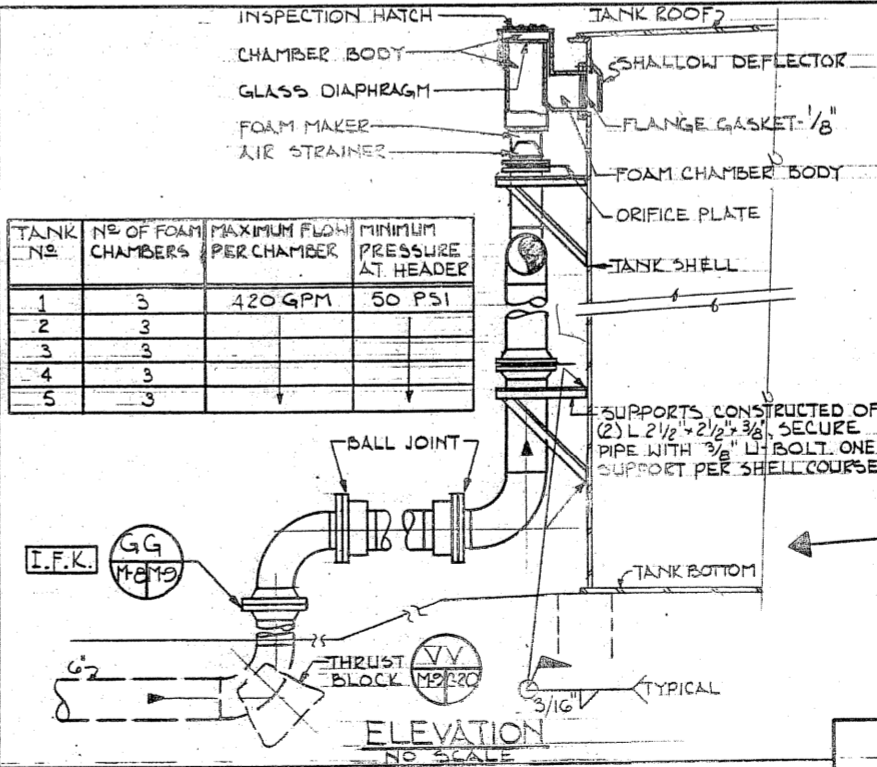 INSPECTION HATCH
CHAMBER BODY
GLASS DIAPHRAGM
FOAM MAKER
AIR STRAINER
TANK ROOF
SHALLOW DEFLECTOR
FLANGE GASKET-1/8"
FOAM CHAMBER BODY
ORIFICE PLATE
TANK SHELL
TANK Nº
Nº OF FOAM CHAMBERS
MAXIMUM FLOW PER CHAMBER
MINIMUM PRESSURE AT HEADER
1 3 420 GPM 50 PSI
2 3
3 3
4 3
5 3
SUPPORTS CONSTRUCTED OF
(2) L 2 1/2" x 2 1/2" x 3/8", SECURE
PIPE WITH 3/8" U-BOLT. ONE
SUPPORT PER SHELL COURSE
BALL JOINT
I.F.K.
GG
M-8 M-9
TANK BOTTOM
6"
THRUST
BLOCK
VV
M-9
3/16"
TYPICAL
ELEVATION
NO SCALE